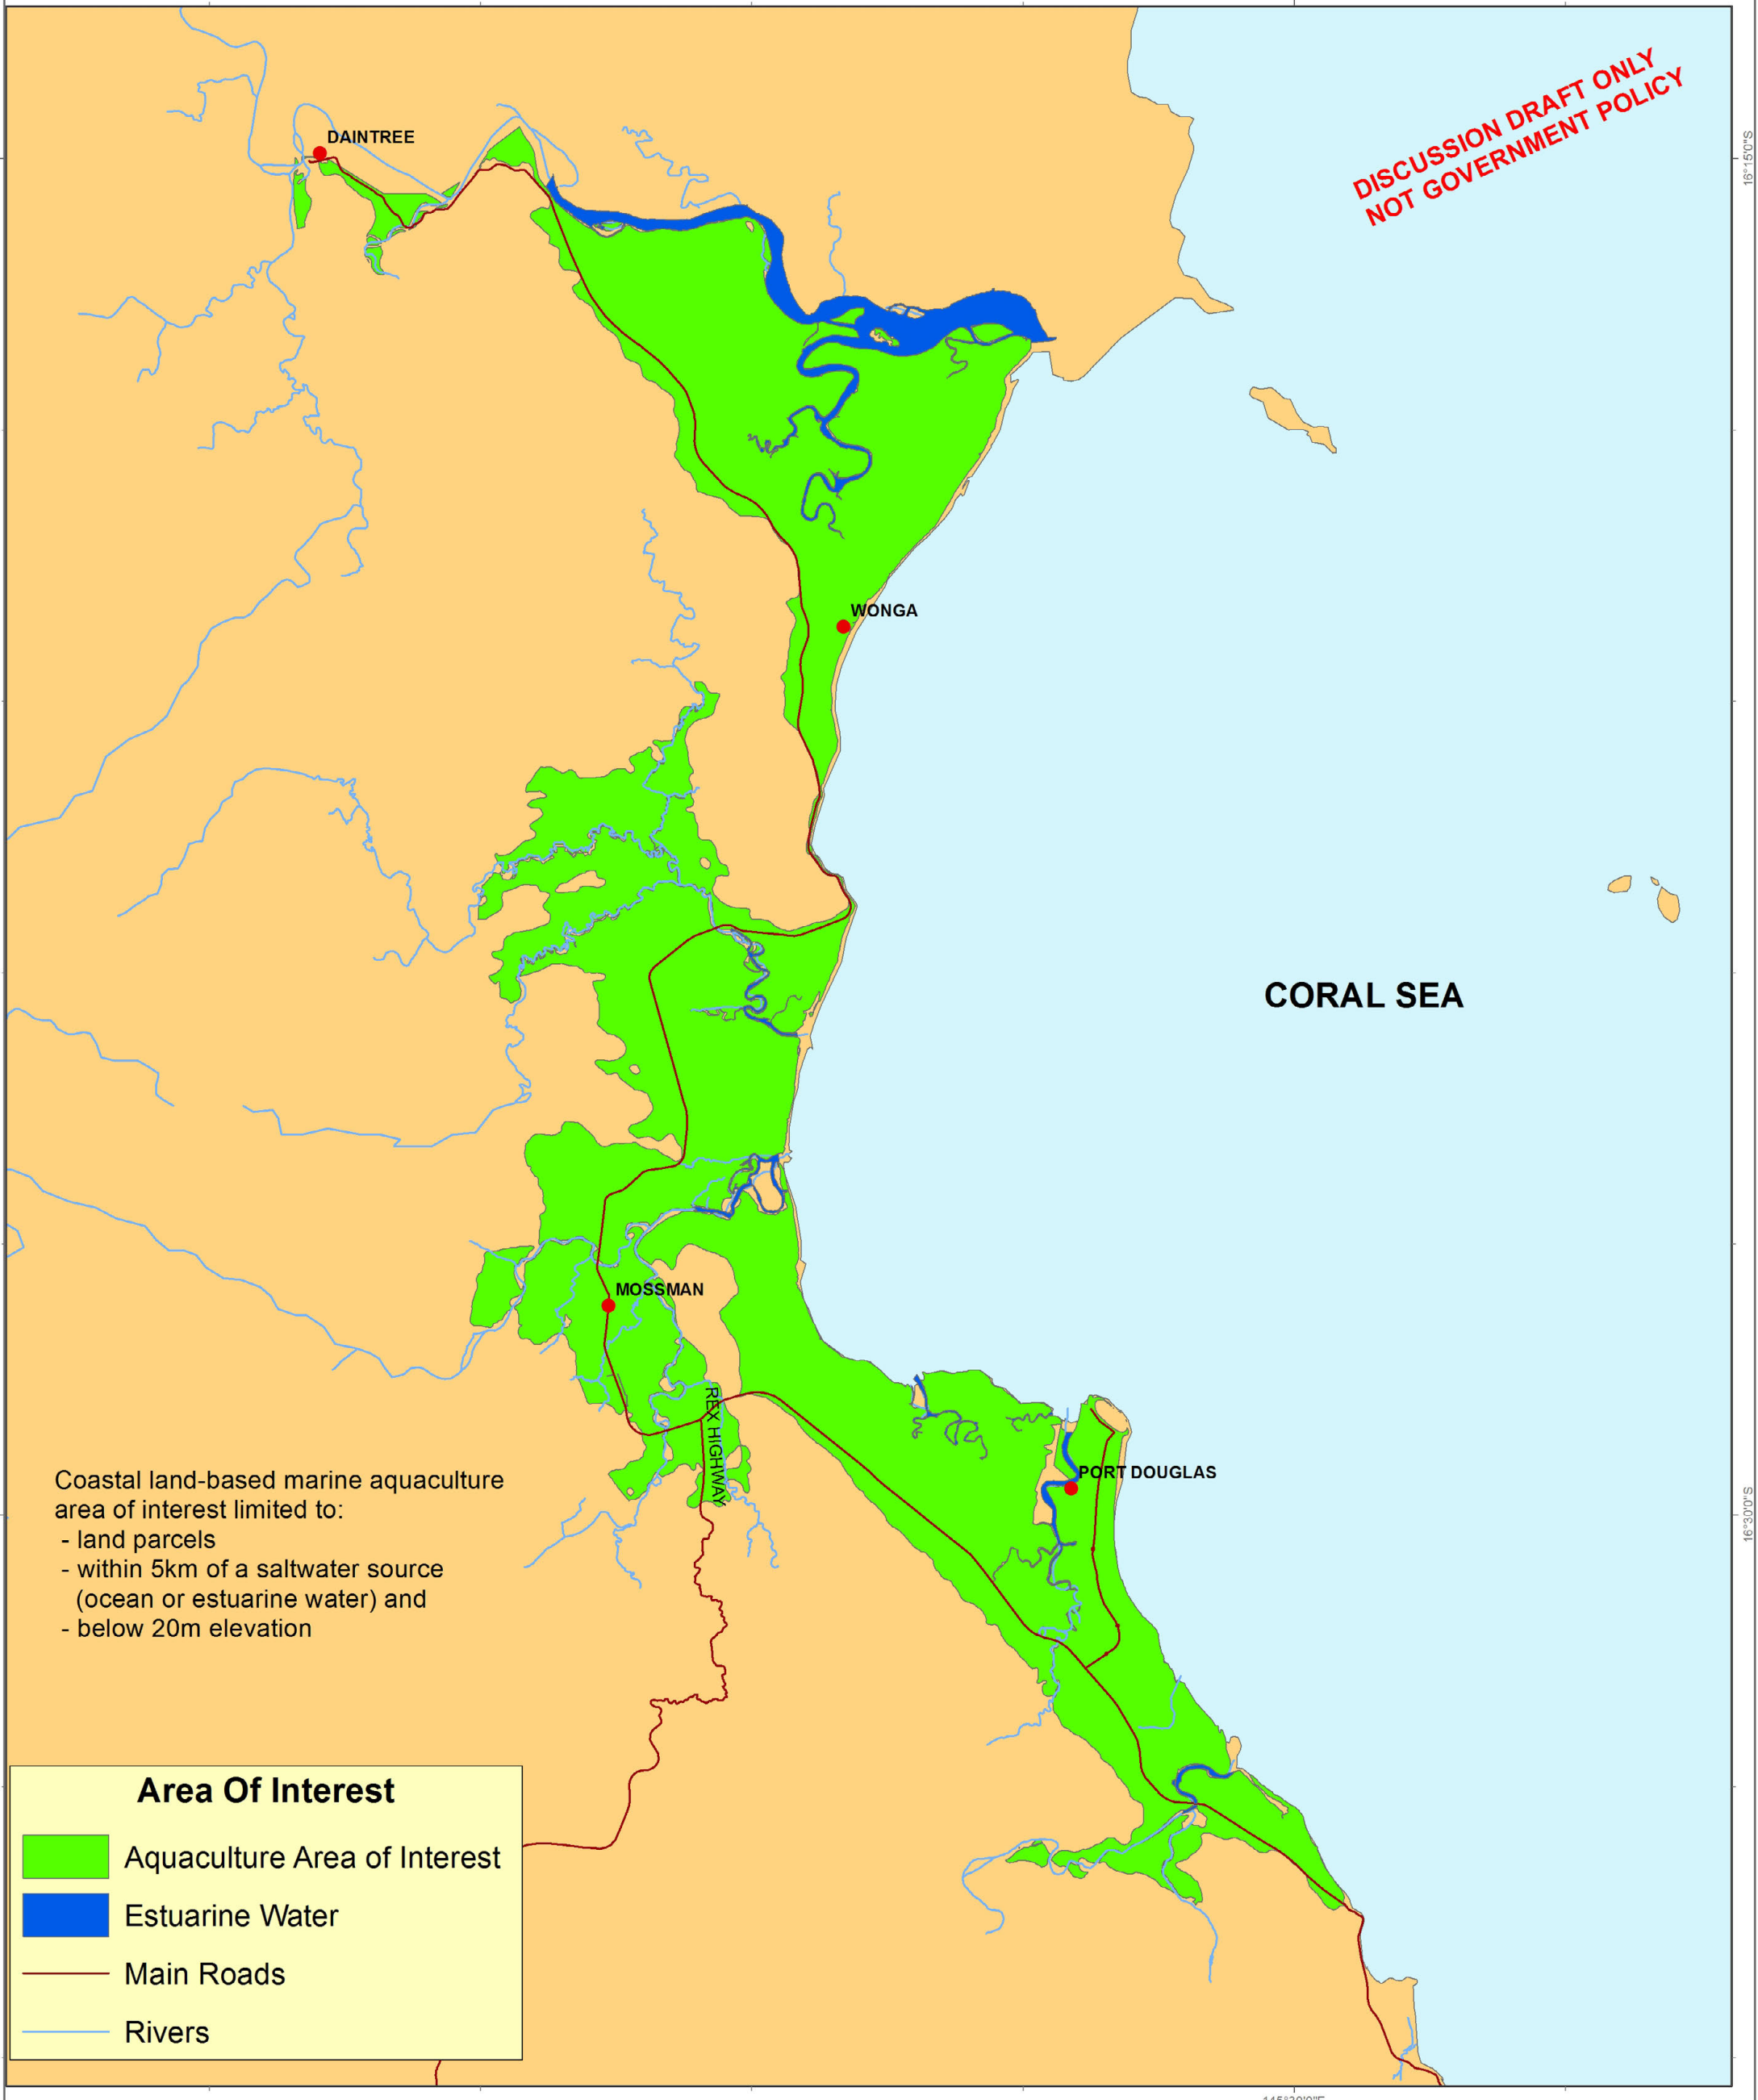 DISCUSSION DRAFT ONLY
NOT GOVERNMENT POLICY
16°15'0"S
DAINTREE
WONGA
CORAL SEA
MOSSMAN
REX HIGHWAY
PORT DOUGLAS
16°30'0"S
Coastal land-based marine aquaculture
area of interest limited to:
- land parcels
- within 5km of a saltwater source
(ocean or estuarine water) and
- below 20m elevation
Area Of Interest
Aquaculture Area of Interest
Estuarine Water
Main Roads
Rivers